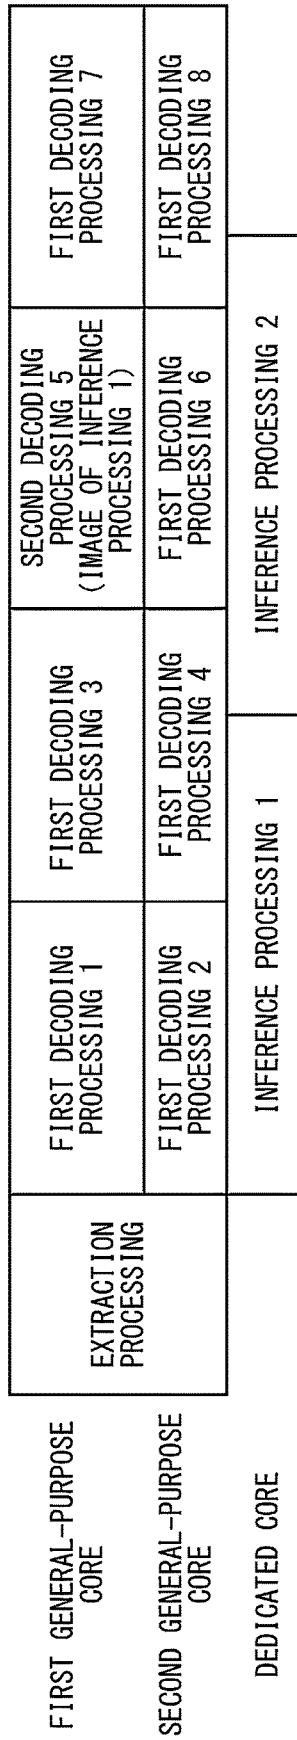 FIRST GENERAL-PURPOSE
CORE
EXTRACTION
PROCESSING
FIRST DECODING
PROCESSING 1
FIRST DECODING
PROCESSING 3
SECOND DECODING
PROCESSING 5
(IMAGE OF INFERENCE
PROCESSING 1)
FIRST DECODING
PROCESSING 7
SECOND GENERAL-PURPOSE
CORE
FIRST DECODING
PROCESSING 2
FIRST DECODING
PROCESSING 4
FIRST DECODING
PROCESSING 6
FIRST DECODING
PROCESSING 8
DEDICATED CORE
INFERENCE PROCESSING 1
INFERENCE PROCESSING 2